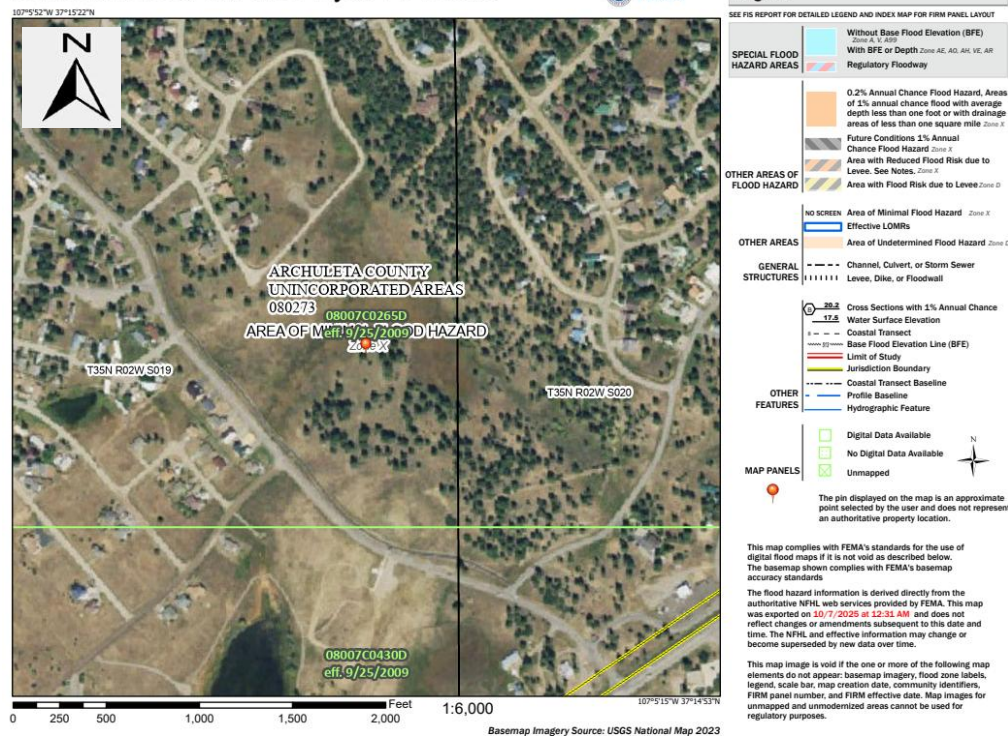 107°5'52"W 37°15'22"N
N
ARCHULETA COUNTY
UNINCORPORATED AREAS
080273
08007C0265D
AREA OF MINIMAL FLOOD HAZARD
eff. 9/25/2009
Zone X
T35N R02W S019
T35N R02W S020
08007C0430D
eff. 9/25/2009
107°5'15"W 37°14'53"N
0 250 500 1,000 1,500 2,000 Feet
1:6,000
Basemap Imagery Source: USGS National Map 2023
SEE FIS REPORT FOR DETAILED LEGEND AND INDEX MAP FOR FIRM PANEL LAYOUT
SPECIAL FLOOD
HAZARD AREAS
Without Base Flood Elevation (BFE)
Zone A, V, A99
With BFE or Depth Zone AE, AO, AH, VE, AR
Regulatory Floodway
OTHER AREAS OF
FLOOD HAZARD
0.2% Annual Chance Flood Hazard, Areas
of 1% annual chance flood with average
depth less than one foot or with drainage
areas of less than one square mile Zone X
Future Conditions 1% Annual
Chance Flood Hazard Zone X
Area with Reduced Flood Risk due to
Levee. See Notes. Zone X
Area with Flood Risk due to Levee Zone D
OTHER AREAS
NO SCREEN Area of Minimal Flood Hazard Zone X
Effective LOMRs
Area of Undetermined Flood Hazard Zone D
GENERAL
STRUCTURES
Channel, Culvert, or Storm Sewer
Levee, Dike, or Floodwall
OTHER
FEATURES
B 20.2 Cross Sections with 1% Annual Chance
17.5 Water Surface Elevation
8 Coastal Transect
513 Base Flood Elevation Line (BFE)
Limit of Study
Jurisdiction Boundary
Coastal Transect Baseline
Profile Baseline
Hydrographic Feature
MAP PANELS
Digital Data Available
No Digital Data Available
Unmapped
N
The pin displayed on the map is an approximate
point selected by the user and does not represent
an authoritative property location.
This map complies with FEMA's standards for the use of
digital flood maps if it is not void as described below.
The basemap shown complies with FEMA's basemap
accuracy standards
The flood hazard information is derived directly from the
authoritative NFHL web services provided by FEMA. This map
was exported on 10/7/2025 at 12:31 AM and does not
reflect changes or amendments subsequent to this date and
time. The NFHL and effective information may change or
become superseded by new data over time.
This map image is void if the one or more of the following map
elements do not appear: basemap imagery, flood zone labels,
legend, scale bar, map creation date, community identifiers,
FIRM panel number, and FIRM effective date. Map images for
unmapped and unmodernized areas cannot be used for
regulatory purposes.